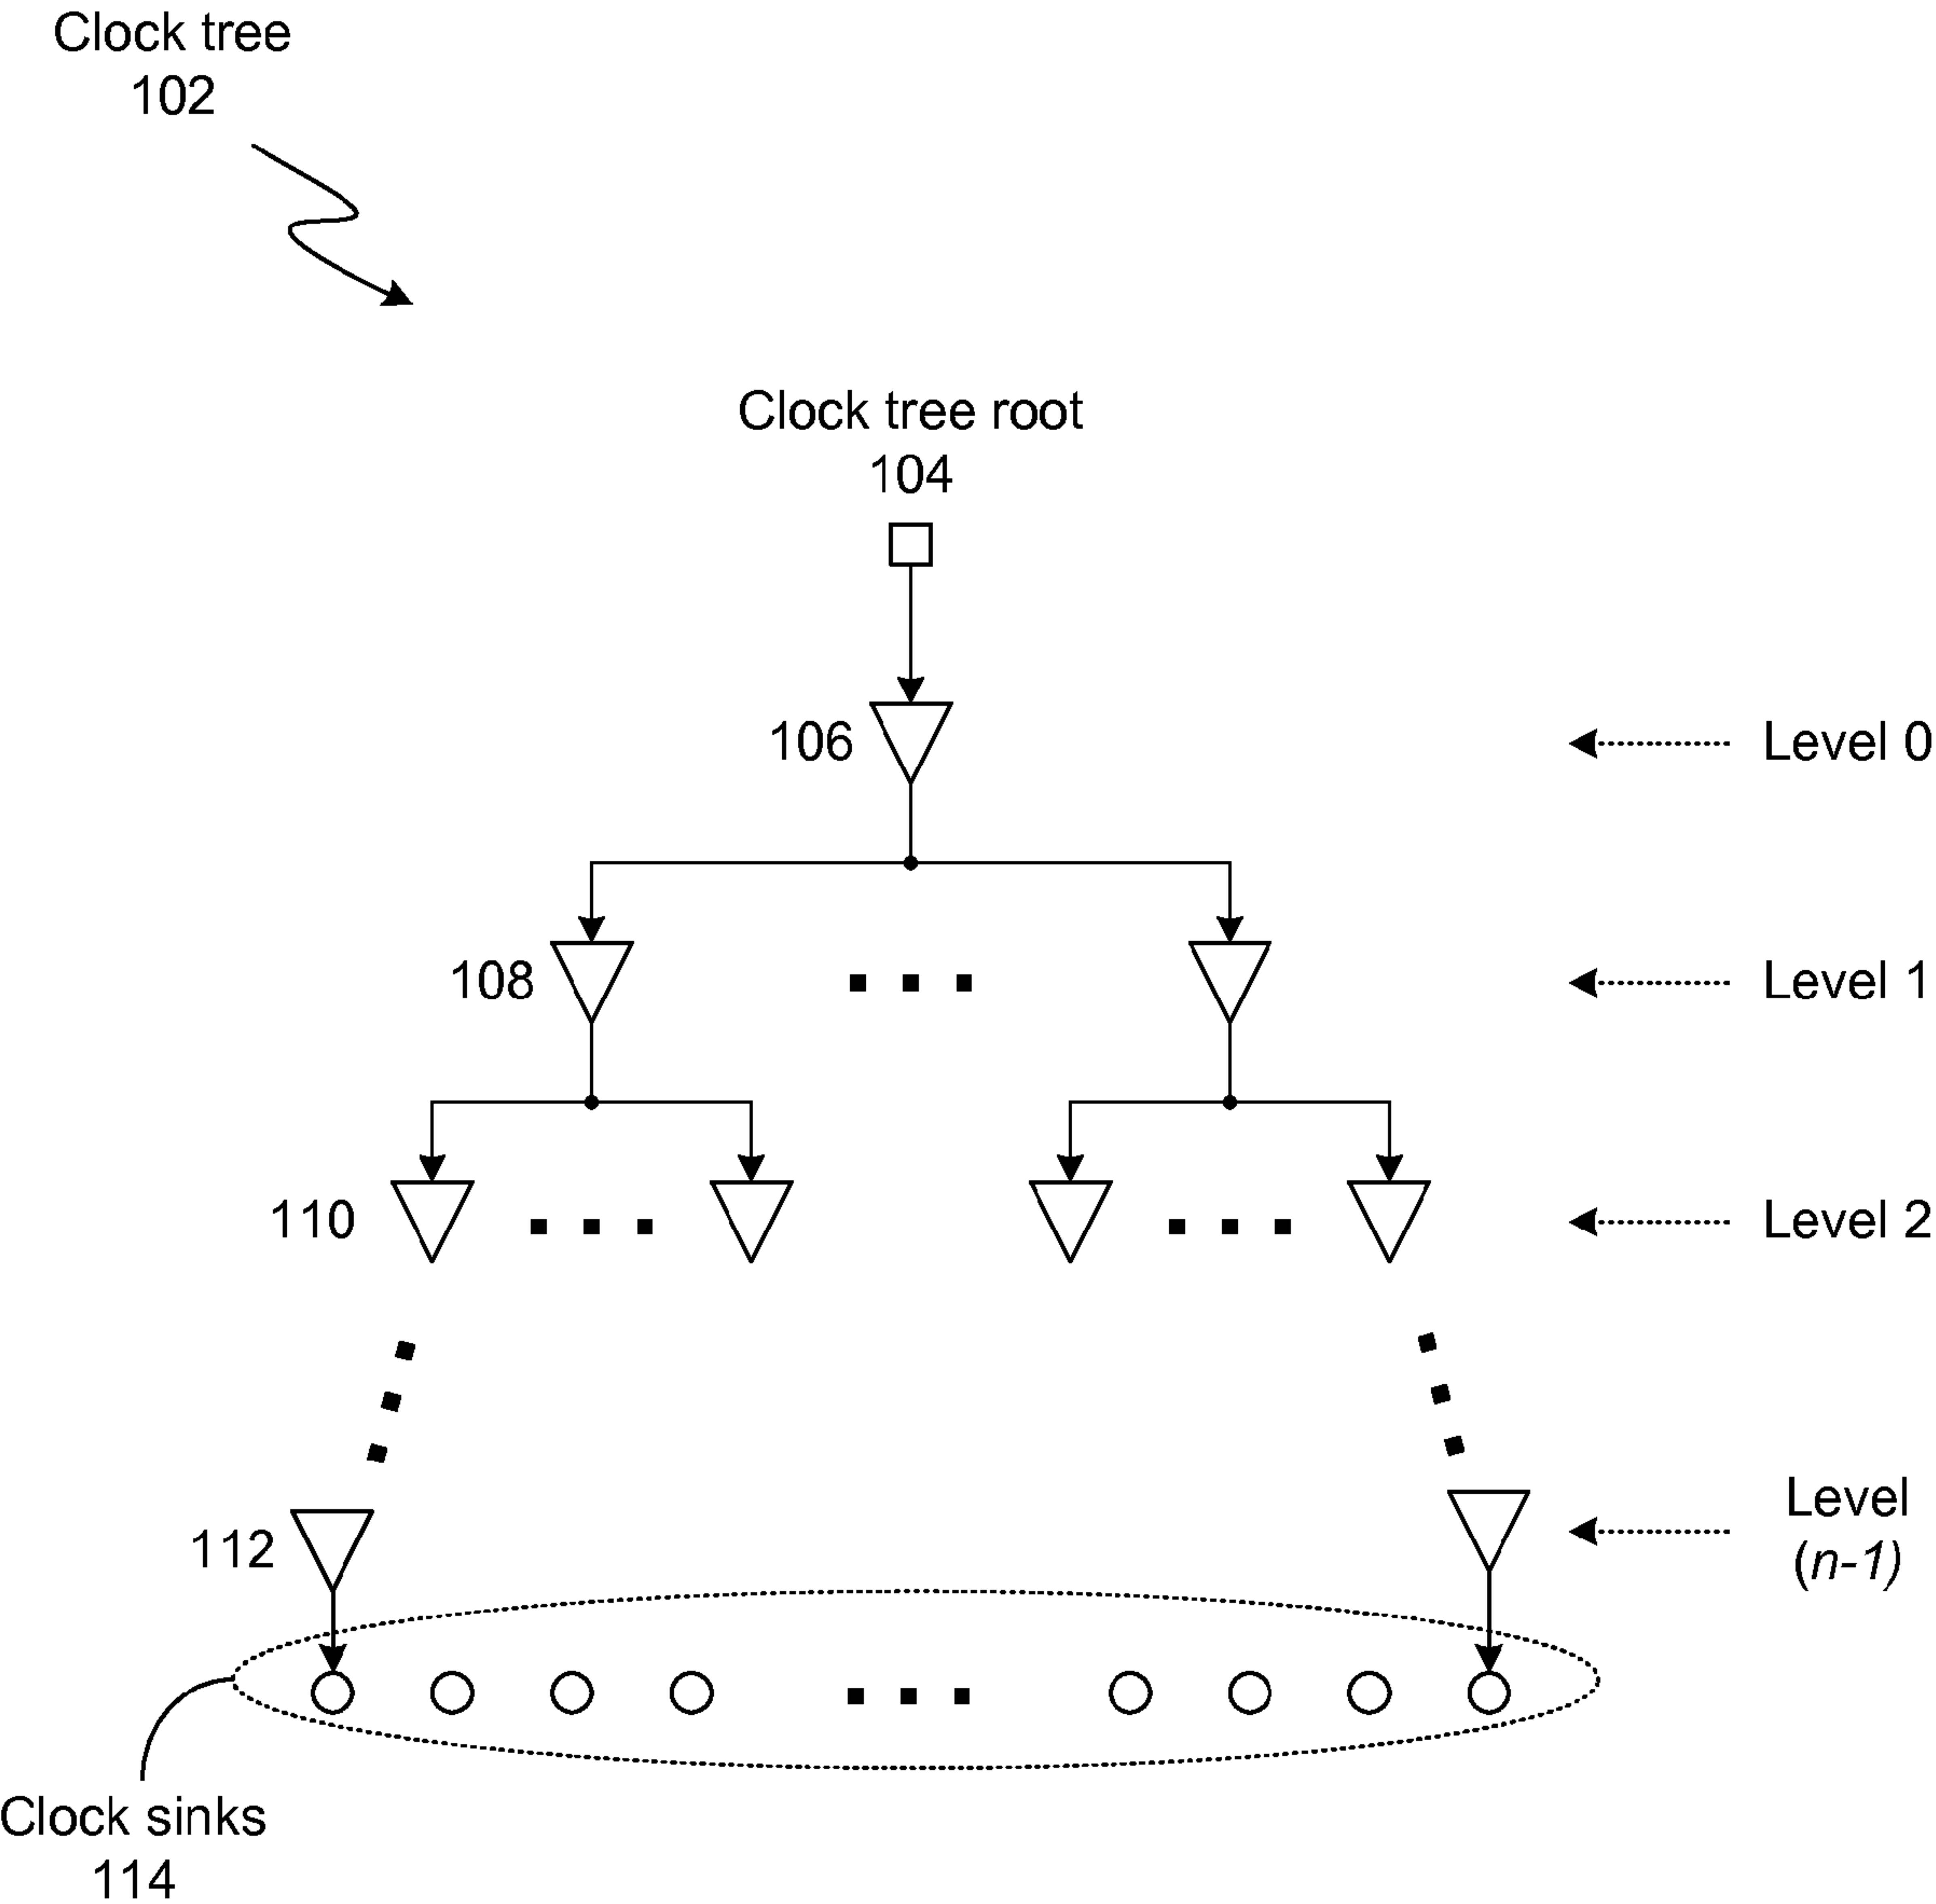 Clock tree
102
Clock tree root
104
106
Level 0
108
Level 1
110
Level 2
112
Level
(n-1)
Clock sinks
114